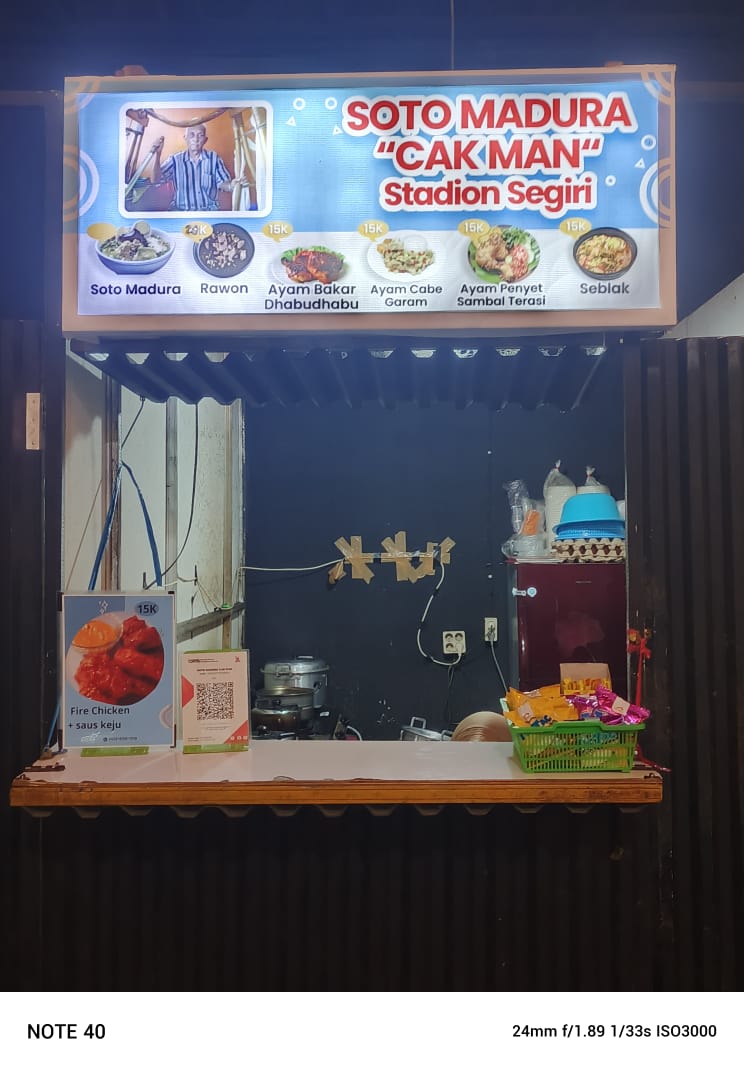 SOTO MADURA
“CAK MAN“
Stadion Segiri
15K
15K
15K
15K
Soto Madura
Rawon
Ayam Bakar
Dhabudhabu
Ayam Cabe
Garam
Ayam Penyet
Sambal Terasi
Seblak
15K
Fire Chicken
+ saus keju
NOTE 40
24mm f/1.89 1/33s ISO3000